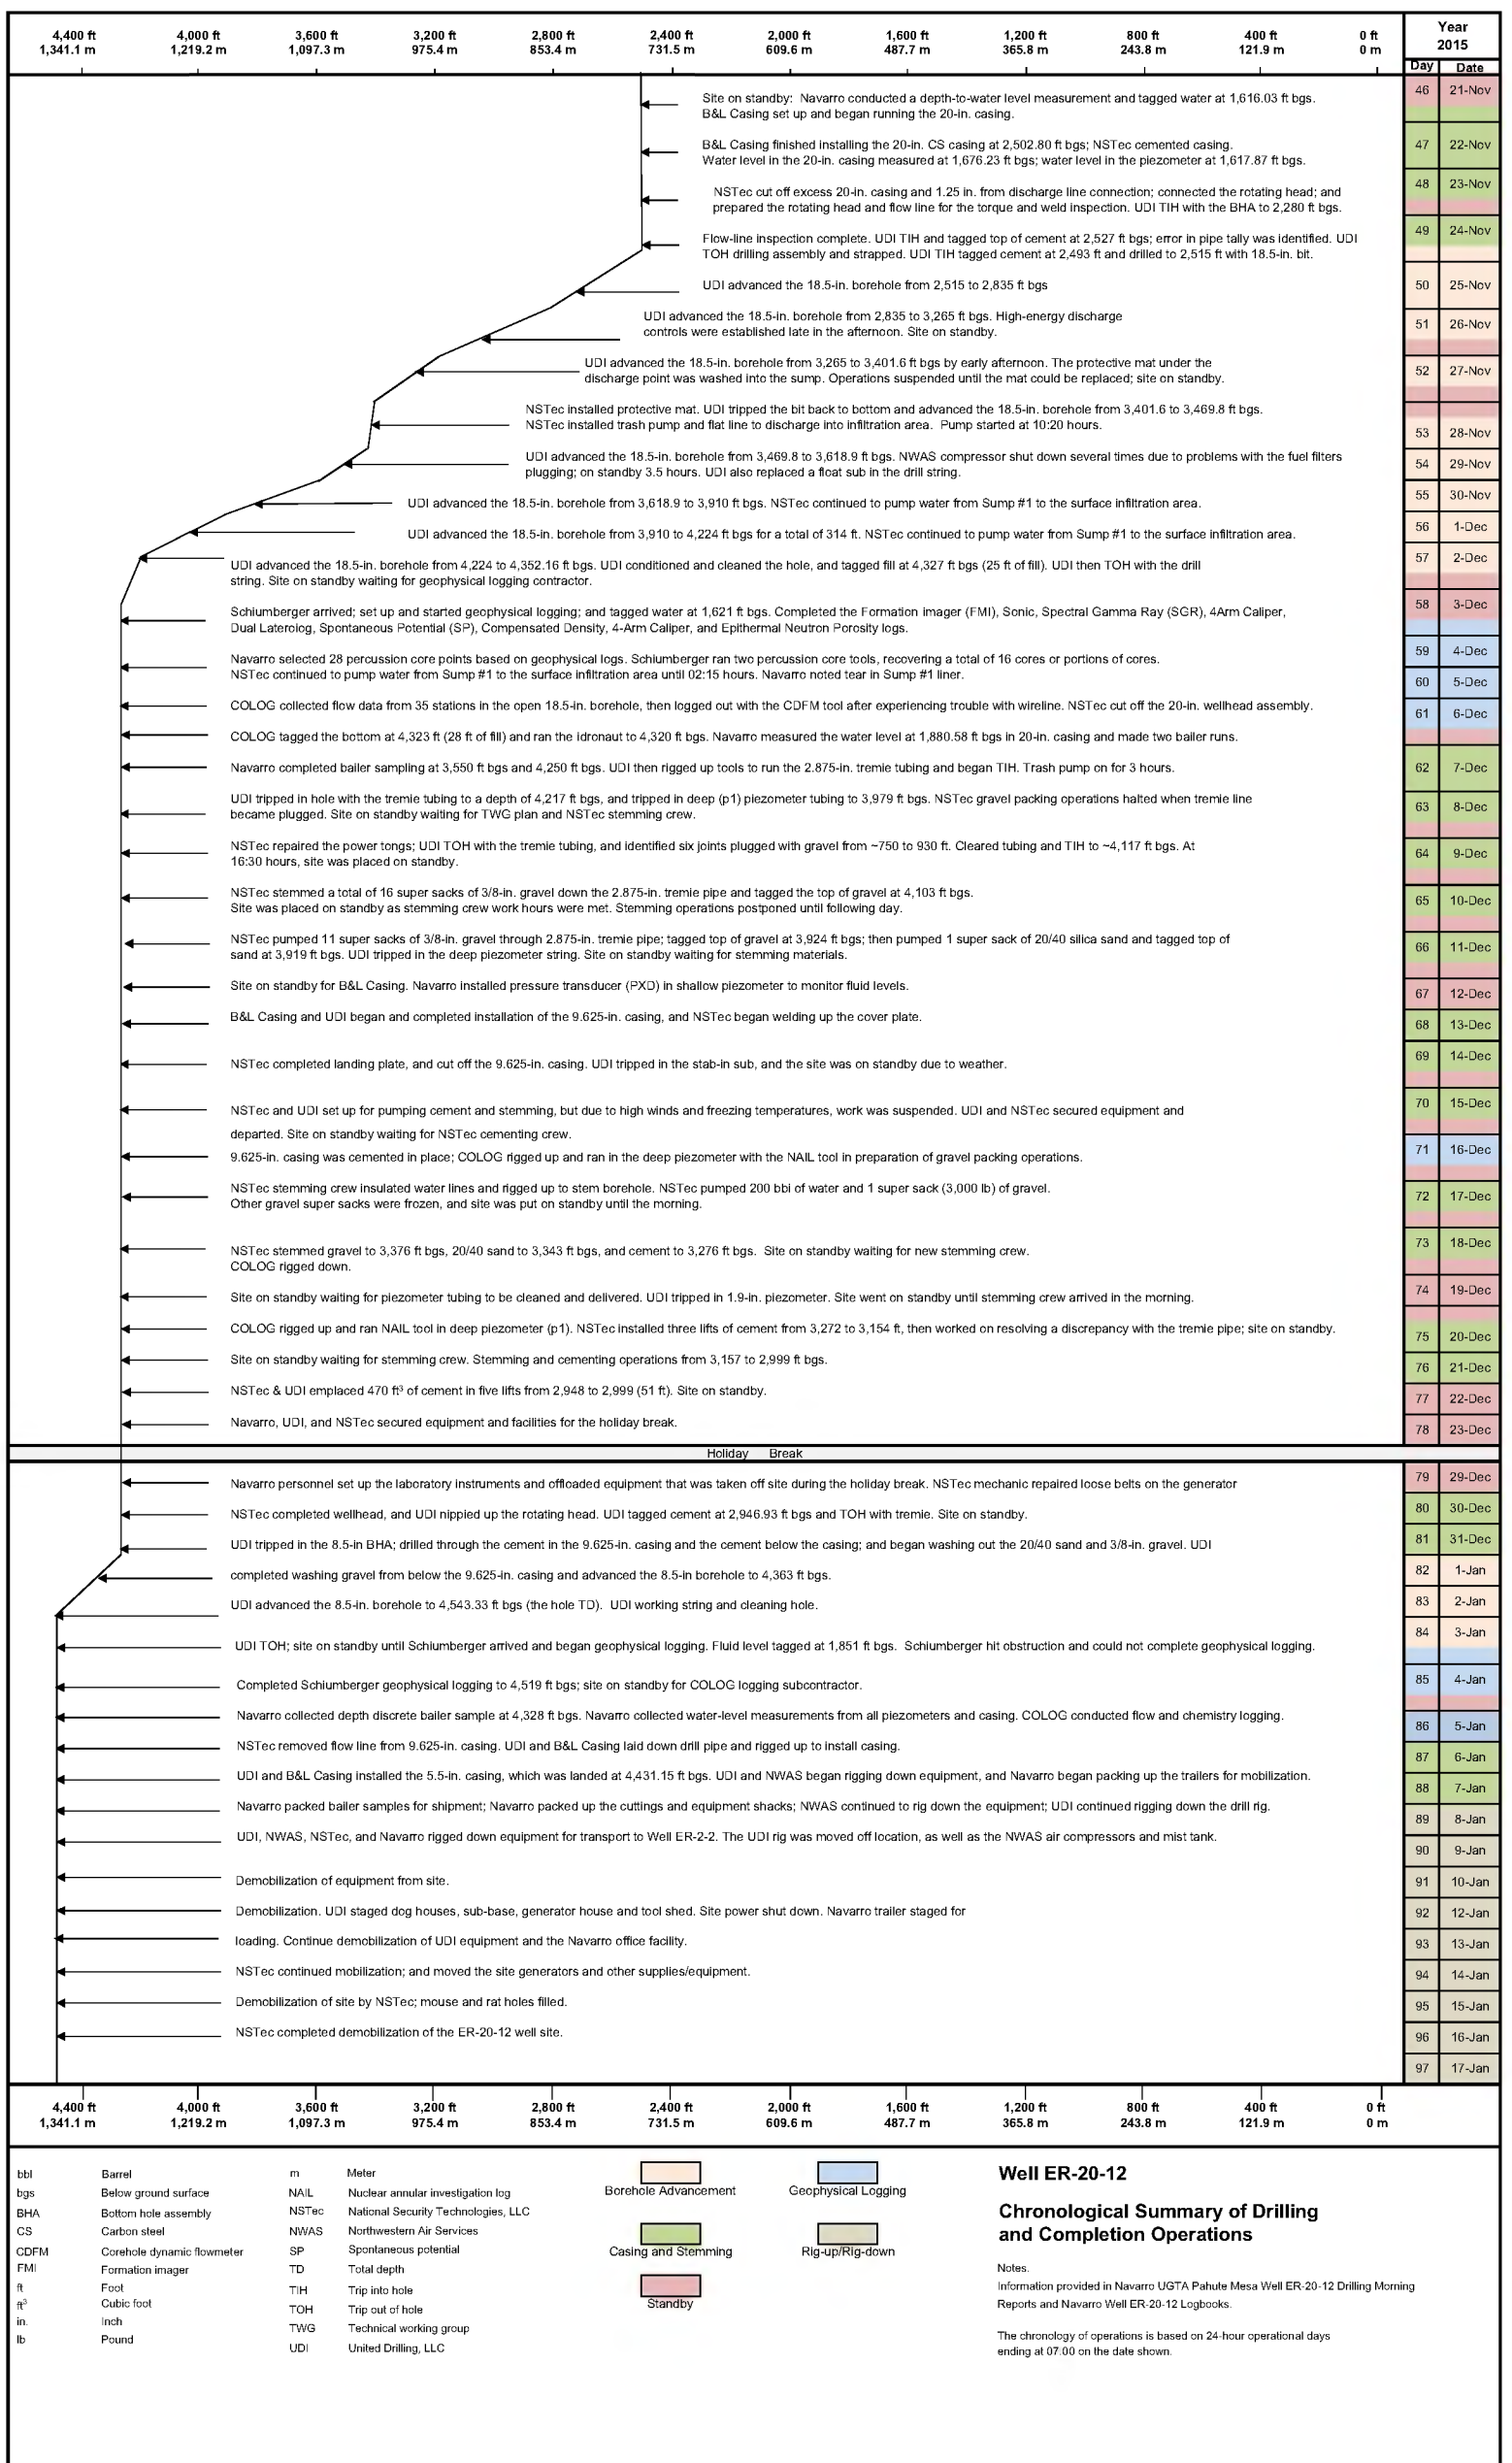 4,400 ft 4,000 ft 3,600 ft 3,200 ft 2,800 ft 2,400 ft 2,000 ft 1,600 ft 1,200 ft 800 ft 400 ft 0 ft
1,341.1 m 1,219.2 m 1,097.3 m 975.4 m 853.4 m 731.5 m 609.6 m 487.7 m 365.8 m 243.8 m 121.9 m 0 m
Year
2015
Day Date
46 21-Nov
Site on standby: Navarro conducted a depth-to-water level measurement and tagged water at 1,616.03 ft bgs.
B&L Casing set up and began running the 20-in. casing.
47 22-Nov
B&L Casing finished installing the 20-in. CS casing at 2,502.80 ft bgs; NSTec cemented casing.
Water level in the 20-in. casing measured at 1,676.23 ft bgs; water level in the piezometer at 1,617.87 ft bgs.
48 23-Nov
NSTec cut off excess 20-in. casing and 1.25 in. from discharge line connection; connected the rotating head; and
prepared the rotating head and flow line for the torque and weld inspection. UDI TIH with the BHA to 2,280 ft bgs.
49 24-Nov
Flow-line inspection complete. UDI TIH and tagged top of cement at 2,527 ft bgs; error in pipe tally was identified. UDI
TOH drilling assembly and strapped. UDI TIH tagged cement at 2,493 ft and drilled to 2,515 ft with 18.5-in. bit.
50 25-Nov
UDI advanced the 18.5-in. borehole from 2,515 to 2,835 ft bgs
51 26-Nov
UDI advanced the 18.5-in. borehole from 2,835 to 3,265 ft bgs. High-energy discharge
controls were established late in the afternoon. Site on standby.
52 27-Nov
UDI advanced the 18.5-in. borehole from 3,265 to 3,401.6 ft bgs by early afternoon. The protective mat under the
discharge point was washed into the sump. Operations suspended until the mat could be replaced; site on standby.
53 28-Nov
NSTec installed protective mat. UDI tripped the bit back to bottom and advanced the 18.5-in. borehole from 3,401.6 to 3,469.8 ft bgs.
NSTec installed trash pump and flat line to discharge into infiltration area. Pump started at 10:20 hours.
54 29-Nov
UDI advanced the 18.5-in. borehole from 3,469.8 to 3,618.9 ft bgs. NWAS compressor shut down several times due to problems with the fuel filters
plugging; on standby 3.5 hours. UDI also replaced a float sub in the drill string.
55 30-Nov
UDI advanced the 18.5-in. borehole from 3,618.9 to 3,910 ft bgs. NSTec continued to pump water from Sump #1 to the surface infiltration area.
56 1-Dec
UDI advanced the 18.5-in. borehole from 3,910 to 4,224 ft bgs for a total of 314 ft. NSTec continued to pump water from Sump #1 to the surface infiltration area.
57 2-Dec
UDI advanced the 18.5-in. borehole from 4,224 to 4,352.16 ft bgs. UDI conditioned and cleaned the hole, and tagged fill at 4,327 ft bgs (25 ft of fill). UDI then TOH with the drill
string. Site on standby waiting for geophysical logging contractor.
58 3-Dec
Schiumberger arrived; set up and started geophysical logging; and tagged water at 1,621 ft bgs. Completed the Formation imager (FMI), Sonic, Spectral Gamma Ray (SGR), 4Arm Caliper,
Dual Lateroiog, Spontaneous Potential (SP), Compensated Density, 4-Arm Caliper, and Epithermal Neutron Porosity logs.
59 4-Dec
Navarro selected 28 percussion core points based on geophysical logs. Schiumberger ran two percussion core tools, recovering a total of 16 cores or portions of cores.
NSTec continued to pump water from Sump #1 to the surface infiltration area until 02:15 hours. Navarro noted tear in Sump #1 liner.
60 5-Dec
COLOG collected flow data from 35 stations in the open 18.5-in. borehole, then logged out with the CDFM tool after experiencing trouble with wireline. NSTec cut off the 20-in. wellhead assembly.
61 6-Dec
COLOG tagged the bottom at 4,323 ft (28 ft of fill) and ran the idronaut to 4,320 ft bgs. Navarro measured the water level at 1,880.58 ft bgs in 20-in. casing and made two bailer runs.
62 7-Dec
Navarro completed bailer sampling at 3,550 ft bgs and 4,250 ft bgs. UDI then rigged up tools to run the 2.875-in. tremie tubing and began TIH. Trash pump on for 3 hours.
63 8-Dec
UDI tripped in hole with the tremie tubing to a depth of 4,217 ft bgs, and tripped in deep (p1) piezometer tubing to 3,979 ft bgs. NSTec gravel packing operations halted when tremie line
became plugged. Site on standby waiting for TWG plan and NSTec stemming crew.
64 9-Dec
NSTec repaired the power tongs; UDI TOH with the tremie tubing, and identified six joints plugged with gravel from ~750 to 930 ft. Cleared tubing and TIH to ~4,117 ft bgs. At
16:30 hours, site was placed on standby.
65 10-Dec
NSTec stemmed a total of 16 super sacks of 3/8-in. gravel down the 2.875-in. tremie pipe and tagged the top of gravel at 4,103 ft bgs.
Site was placed on standby as stemming crew work hours were met. Stemming operations postponed until following day.
66 11-Dec
NSTec pumped 11 super sacks of 3/8-in. gravel through 2.875-in. tremie pipe; tagged top of gravel at 3,924 ft bgs; then pumped 1 super sack of 20/40 silica sand and tagged top of
sand at 3,919 ft bgs. UDI tripped in the deep piezometer string. Site on standby waiting for stemming materials.
67 12-Dec
Site on standby for B&L Casing. Navarro installed pressure transducer (PXD) in shallow piezometer to monitor fluid levels.
68 13-Dec
B&L Casing and UDI began and completed installation of the 9.625-in. casing, and NSTec began welding up the cover plate.
69 14-Dec
NSTec completed landing plate, and cut off the 9.625-in. casing. UDI tripped in the stab-in sub, and the site was on standby due to weather.
70 15-Dec
NSTec and UDI set up for pumping cement and stemming, but due to high winds and freezing temperatures, work was suspended. UDI and NSTec secured equipment and
departed. Site on standby waiting for NSTec cementing crew.
71 16-Dec
9.625-in. casing was cemented in place; COLOG rigged up and ran in the deep piezometer with the NAIL tool in preparation of gravel packing operations.
72 17-Dec
NSTec stemming crew insulated water lines and rigged up to stem borehole. NSTec pumped 200 bbi of water and 1 super sack (3,000 lb) of gravel.
Other gravel super sacks were frozen, and site was put on standby until the morning.
73 18-Dec
NSTec stemmed gravel to 3,376 ft bgs, 20/40 sand to 3,343 ft bgs, and cement to 3,276 ft bgs. Site on standby waiting for new stemming crew.
COLOG rigged down.
74 19-Dec
Site on standby waiting for piezometer tubing to be cleaned and delivered. UDI tripped in 1.9-in. piezometer. Site went on standby until stemming crew arrived in the morning.
75 20-Dec
COLOG rigged up and ran NAIL tool in deep piezometer (p1). NSTec installed three lifts of cement from 3,272 to 3,154 ft, then worked on resolving a discrepancy with the tremie pipe; site on standby.
76 21-Dec
Site on standby waiting for stemming crew. Stemming and cementing operations from 3,157 to 2,999 ft bgs.
77 22-Dec
NSTec & UDI emplaced 470 ft³ of cement in five lifts from 2,948 to 2,999 (51 ft). Site on standby.
78 23-Dec
Navarro, UDI, and NSTec secured equipment and facilities for the holiday break.
Holiday Break
79 29-Dec
Navarro personnel set up the laboratory instruments and offloaded equipment that was taken off site during the holiday break. NSTec mechanic repaired loose belts on the generator
80 30-Dec
NSTec completed wellhead, and UDI nippied up the rotating head. UDI tagged cement at 2,946.93 ft bgs and TOH with tremie. Site on standby.
81 31-Dec
UDI tripped in the 8.5-in BHA; drilled through the cement in the 9.625-in. casing and the cement below the casing; and began washing out the 20/40 sand and 3/8-in. gravel. UDI
82 1-Jan
completed washing gravel from below the 9.625-in. casing and advanced the 8.5-in borehole to 4,363 ft bgs.
83 2-Jan
UDI advanced the 8.5-in. borehole to 4,543.33 ft bgs (the hole TD). UDI working string and cleaning hole.
84 3-Jan
UDI TOH; site on standby until Schiumberger arrived and began geophysical logging. Fluid level tagged at 1,851 ft bgs. Schiumberger hit obstruction and could not complete geophysical logging.
85 4-Jan
Completed Schiumberger geophysical logging to 4,519 ft bgs; site on standby for COLOG logging subcontractor.
86 5-Jan
Navarro collected depth discrete bailer sample at 4,328 ft bgs. Navarro collected water-level measurements from all piezometers and casing. COLOG conducted flow and chemistry logging.
87 6-Jan
NSTec removed flow line from 9.625-in. casing. UDI and B&L Casing laid down drill pipe and rigged up to install casing.
88 7-Jan
UDI and B&L Casing installed the 5.5-in. casing, which was landed at 4,431.15 ft bgs. UDI and NWAS began rigging down equipment, and Navarro began packing up the trailers for mobilization.
89 8-Jan
Navarro packed bailer samples for shipment; Navarro packed up the cuttings and equipment shacks; NWAS continued to rig down the equipment; UDI continued rigging down the drill rig.
90 9-Jan
UDI, NWAS, NSTec, and Navarro rigged down equipment for transport to Well ER-2-2. The UDI rig was moved off location, as well as the NWAS air compressors and mist tank.
91 10-Jan
Demobilization of equipment from site.
92 12-Jan
Demobilization. UDI staged dog houses, sub-base, generator house and tool shed. Site power shut down. Navarro trailer staged for
93 13-Jan
loading. Continue demobilization of UDI equipment and the Navarro office facility.
94 14-Jan
NSTec continued mobilization; and moved the site generators and other supplies/equipment.
95 15-Jan
Demobilization of site by NSTec; mouse and rat holes filled.
96 16-Jan
NSTec completed demobilization of the ER-20-12 well site.
97 17-Jan
4,400 ft 4,000 ft 3,600 ft 3,200 ft 2,800 ft 2,400 ft 2,000 ft 1,600 ft 1,200 ft 800 ft 400 ft 0 ft
1,341.1 m 1,219.2 m 1,097.3 m 975.4 m 853.4 m 731.5 m 609.6 m 487.7 m 365.8 m 243.8 m 121.9 m 0 m
bbl Barrel
bgs Below ground surface
BHA Bottom hole assembly
CS Carbon steel
CDFM Corehole dynamic flowmeter
FMI Formation imager
ft Foot
ft³ Cubic foot
in. Inch
lb Pound
m Meter
NAIL Nuclear annular investigation log
NSTec National Security Technologies, LLC
NWAS Northwestern Air Services
SP Spontaneous potential
TD Total depth
TIH Trip into hole
TOH Trip out of hole
TWG Technical working group
UDI United Drilling, LLC
Borehole Advancement
Geophysical Logging
Casing and Stemming
Rig-up/Rig-down
Standby
Well ER-20-12
Chronological Summary of Drilling
and Completion Operations
Notes.
Information provided in Navarro UGTA Pahute Mesa Well ER-20-12 Drilling Morning
Reports and Navarro Well ER-20-12 Logbooks.
The chronology of operations is based on 24-hour operational days
ending at 07:00 on the date shown.